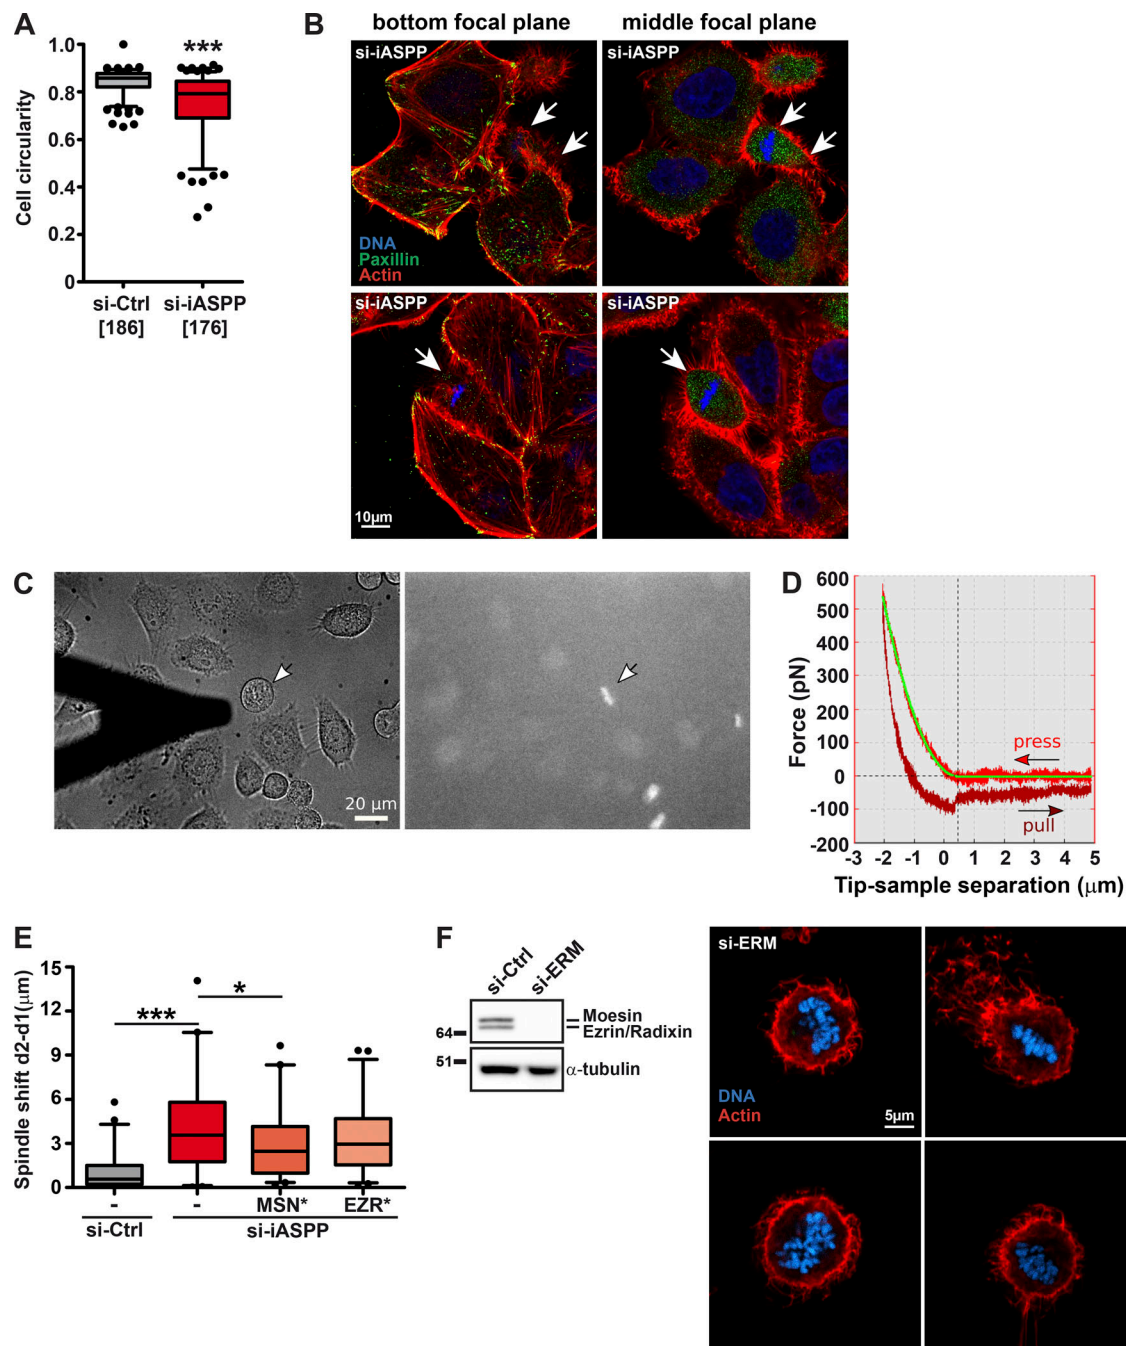 A
Cell circularity
1.0
0.8
0.6
0.4
0.2
0
***
si-Ctrl
[186]
si-iASPP
[176]
B
bottom focal plane
middle focal plane
si-iASPP
si-iASPP
DNA
Paxillin
Actin
si-iASPP
si-iASPP
10µm
C
20 µm
D
Force (pN)
600
500
400
300
200
100
0
-100
-200
press
pull
-3 -2 -1 0 1 2 3 4 5
Tip-sample separation (µm)
E
Spindle shift d2-d1(µm)
15
12
9
6
3
0
***
*
- - MSN* EZR*
si-Ctrl si-iASPP
F
si-Ctrl
si-ERM
64
Moesin
Ezrin/Radixin
51
α-tubulin
si-ERM
DNA
Actin
5µm